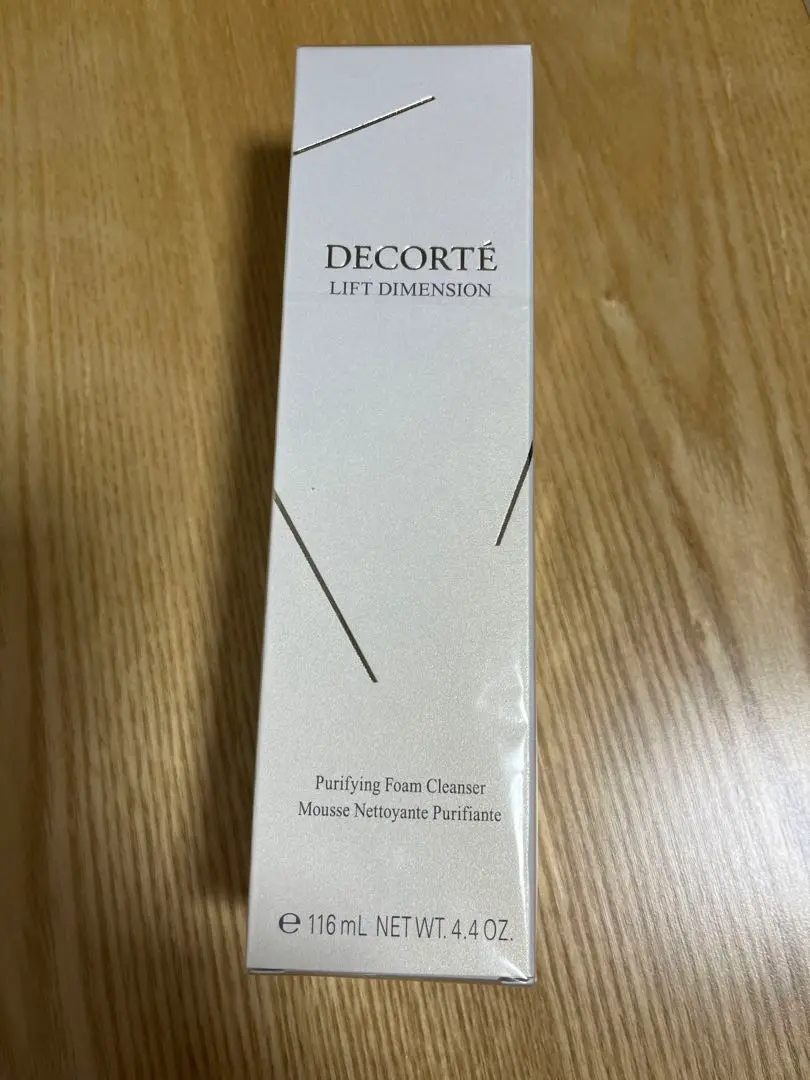 DECORTÉ
LIFT DIMENSION
Purifying Foam Cleanser
Mousse Nettoyante Purifiante
℮ 116 mL NET WT. 4.4 OZ.